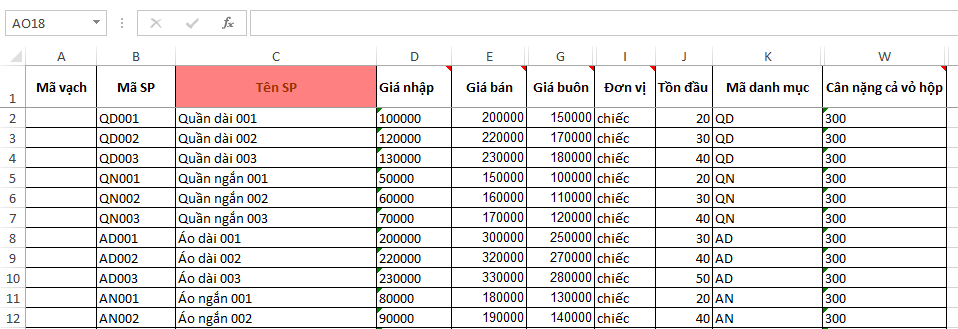 AO18 fx
A B C D E G I J K W
1 Mã vạch Mã SP Tên SP Giá nhập Giá bán Giá buôn Đơn vị Tồn đầu Mã danh mục Cân nặng cả vỏ hộp
2 QD001 Quần dài 001 100000 200000 150000 chiếc 20 QD 300
3 QD002 Quần dài 002 120000 220000 170000 chiếc 30 QD 300
4 QD003 Quần dài 003 130000 230000 180000 chiếc 40 QD 300
5 QN001 Quần ngắn 001 50000 150000 100000 chiếc 20 QN 300
6 QN002 Quần ngắn 002 60000 160000 110000 chiếc 30 QN 300
7 QN003 Quần ngắn 003 70000 170000 120000 chiếc 40 QN 300
8 AD001 Áo dài 001 200000 300000 250000 chiếc 30 AD 300
9 AD002 Áo dài 002 220000 320000 270000 chiếc 40 AD 300
10 AD003 Áo dài 003 230000 330000 280000 chiếc 50 AD 300
11 AN001 Áo ngắn 001 80000 180000 130000 chiếc 20 AN 300
12 AN002 Áo ngắn 002 90000 190000 140000 chiếc 40 AN 300